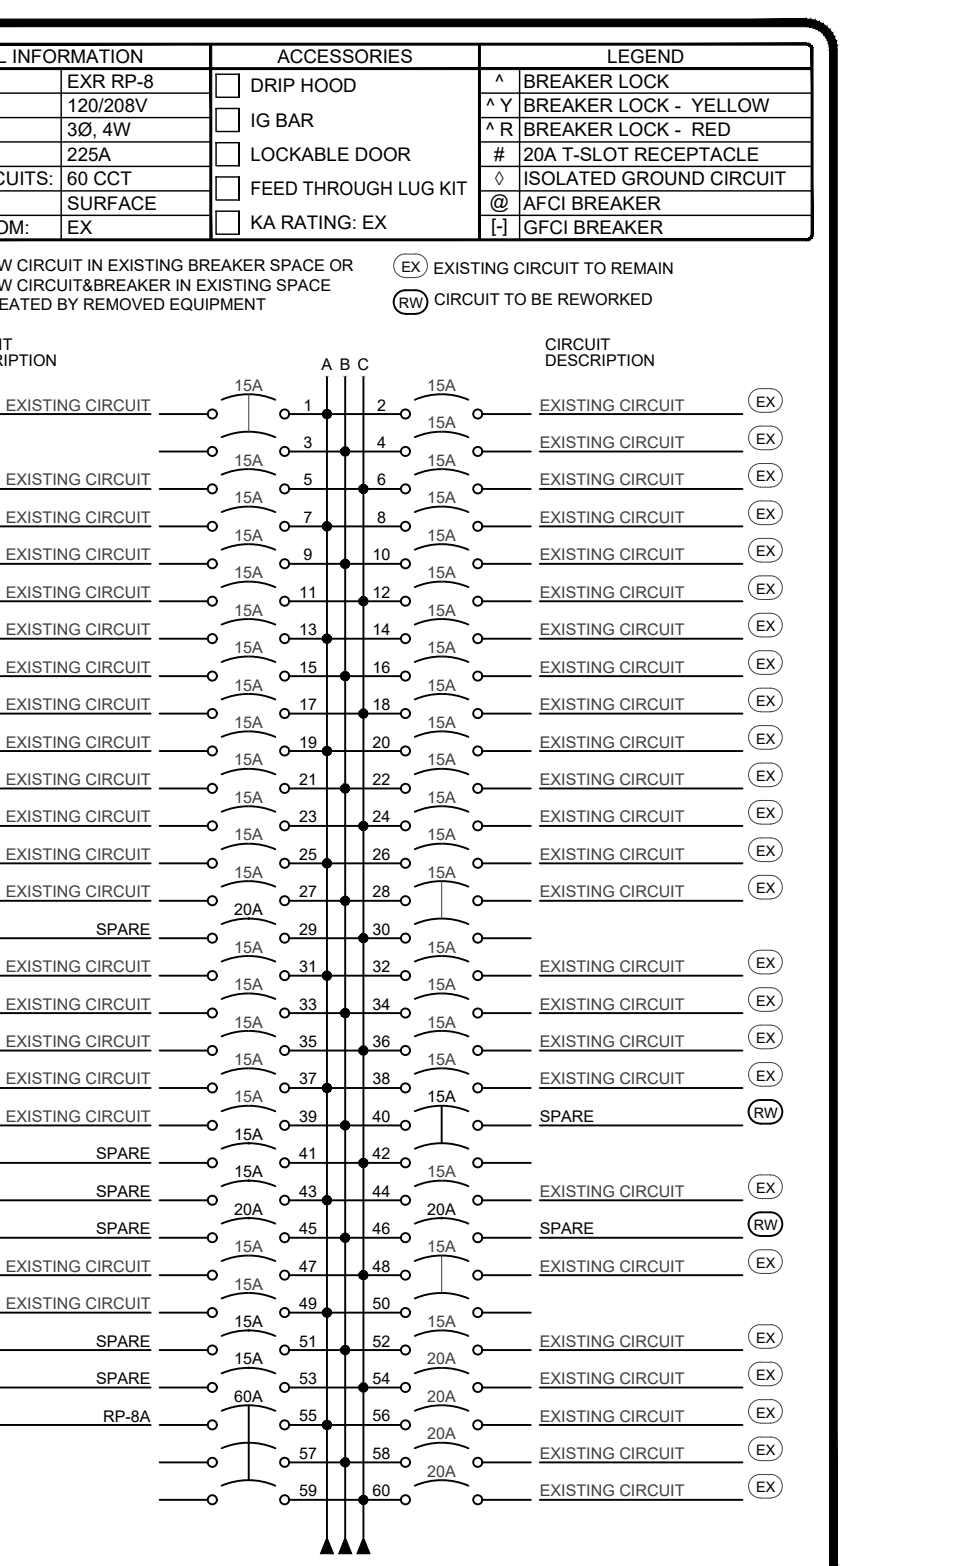 L INFORMATION
ACCESSORIES
LEGEND
EXR RP-8
120/208V
3Ø, 4W
225A
CUITS: 60 CCT
SURFACE
OM: EX
DRIP HOOD
IG BAR
LOCKABLE DOOR
FEED THROUGH LUG KIT
KA RATING: EX
^ BREAKER LOCK
^ Y BREAKER LOCK - YELLOW
^ R BREAKER LOCK - RED
# 20A T-SLOT RECEPTACLE
◊ ISOLATED GROUND CIRCUIT
@ AFCI BREAKER
[-] GFCI BREAKER
W CIRCUIT IN EXISTING BREAKER SPACE OR
W CIRCUIT&BREAKER IN EXISTING SPACE
EATED BY REMOVED EQUIPMENT
EX EXISTING CIRCUIT TO REMAIN
RW CIRCUIT TO BE REWORKED
IT
RIPTION
A B C
CIRCUIT
DESCRIPTION
EXISTING CIRCUIT 15A 1 2 15A EXISTING CIRCUIT EX
3 4 15A EXISTING CIRCUIT EX
EXISTING CIRCUIT 15A 5 6 15A EXISTING CIRCUIT EX
EXISTING CIRCUIT 15A 7 8 15A EXISTING CIRCUIT EX
EXISTING CIRCUIT 15A 9 10 15A EXISTING CIRCUIT EX
EXISTING CIRCUIT 15A 11 12 15A EXISTING CIRCUIT EX
EXISTING CIRCUIT 15A 13 14 15A EXISTING CIRCUIT EX
EXISTING CIRCUIT 15A 15 16 15A EXISTING CIRCUIT EX
EXISTING CIRCUIT 15A 17 18 15A EXISTING CIRCUIT EX
EXISTING CIRCUIT 15A 19 20 15A EXISTING CIRCUIT EX
EXISTING CIRCUIT 15A 21 22 15A EXISTING CIRCUIT EX
EXISTING CIRCUIT 15A 23 24 15A EXISTING CIRCUIT EX
EXISTING CIRCUIT 15A 25 26 15A EXISTING CIRCUIT EX
EXISTING CIRCUIT 15A 27 28 15A EXISTING CIRCUIT EX
SPARE 20A 29 30
EXISTING CIRCUIT 15A 31 32 15A EXISTING CIRCUIT EX
EXISTING CIRCUIT 15A 33 34 15A EXISTING CIRCUIT EX
EXISTING CIRCUIT 15A 35 36 15A EXISTING CIRCUIT EX
EXISTING CIRCUIT 15A 37 38 15A EXISTING CIRCUIT EX
EXISTING CIRCUIT 15A 39 40 15A SPARE RW
SPARE 15A 41 42
SPARE 15A 43 44 15A EXISTING CIRCUIT EX
SPARE 20A 45 46 20A SPARE RW
EXISTING CIRCUIT 15A 47 48 15A EXISTING CIRCUIT EX
EXISTING CIRCUIT 15A 49 50
SPARE 15A 51 52 15A EXISTING CIRCUIT EX
SPARE 15A 53 54 20A EXISTING CIRCUIT EX
RP-8A 60A 55 56 20A EXISTING CIRCUIT EX
57 58 20A EXISTING CIRCUIT EX
59 60 20A EXISTING CIRCUIT EX